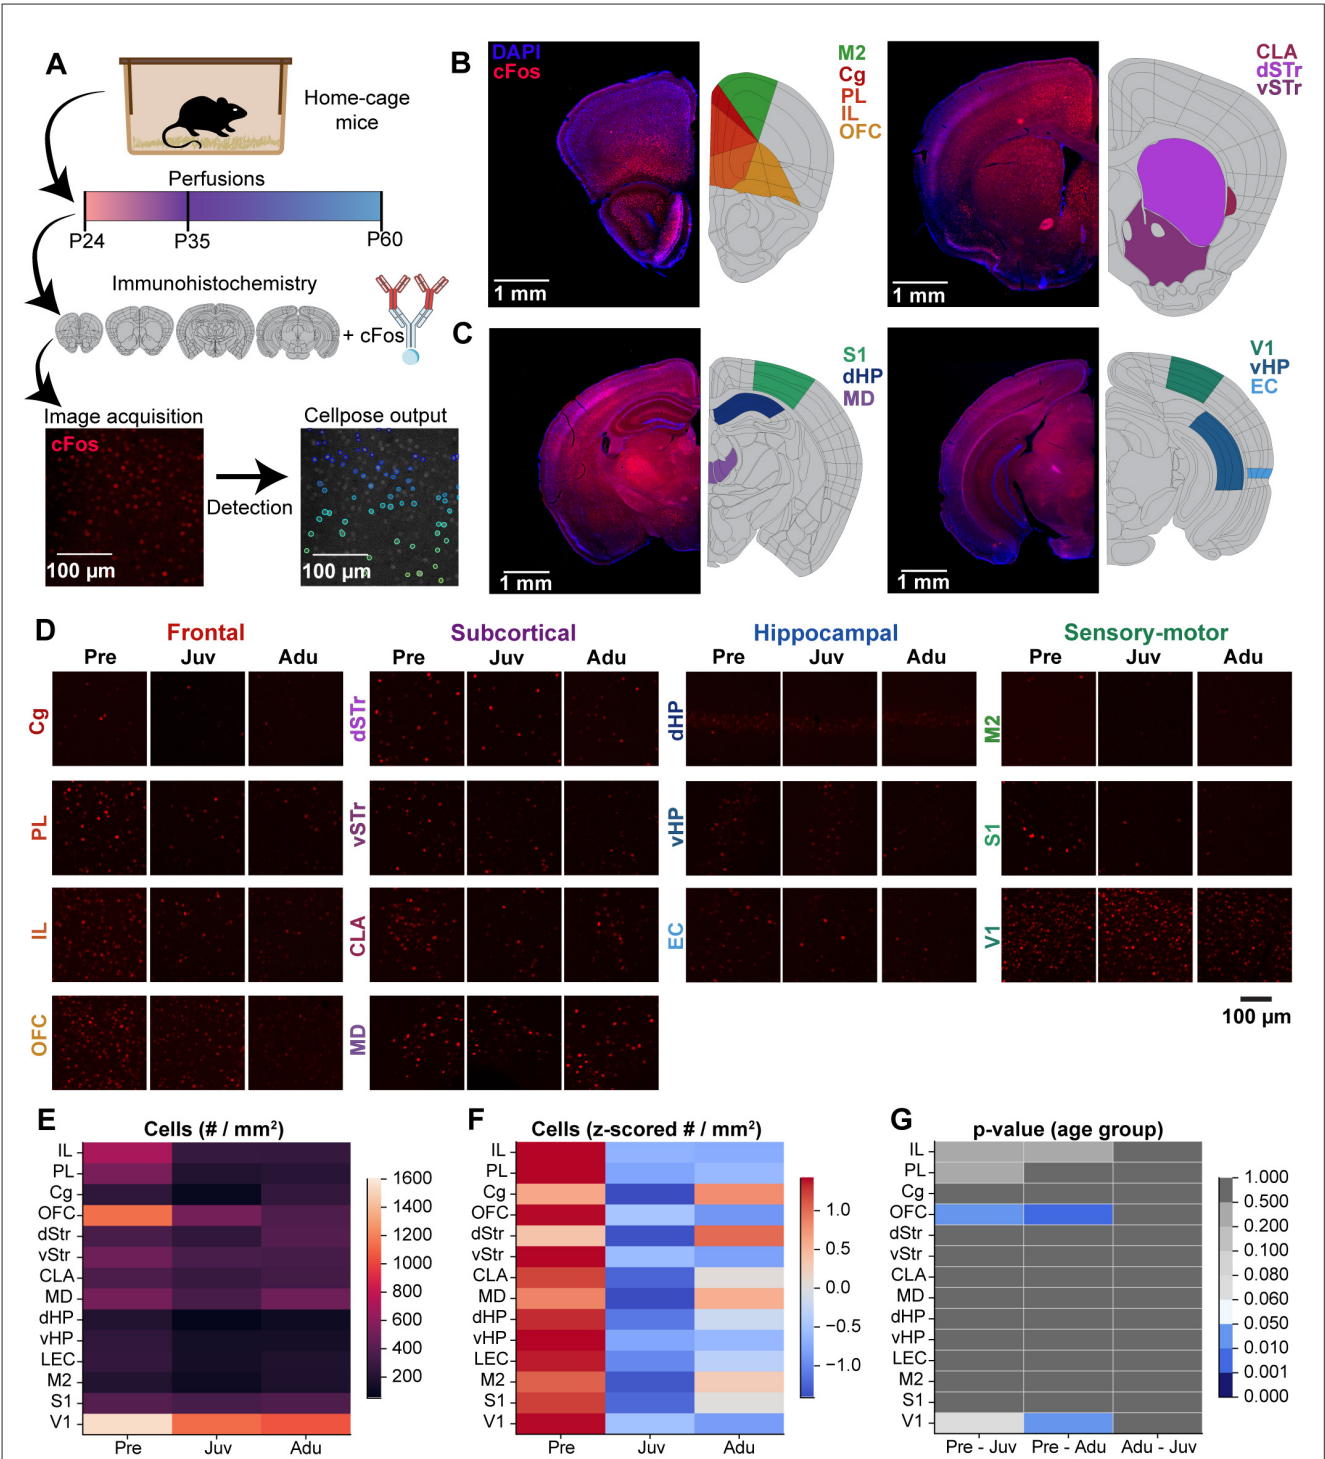 A
Home-cage
mice
Perfusions
P24
P35
P60
Immunohistochemistry
+ cFos
Image acquisition
Cellpose output
cFos
Detection
100 µm
100 µm
B
DAPI
cFos
1 mm
M2
Cg
PL
IL
OFC
1 mm
CLA
dSTr
vSTr
C
1 mm
S1
dHP
MD
1 mm
V1
vHP
EC
D
Frontal
Subcortical
Hippocampal
Sensory-motor
Pre Juv Adu
Pre Juv Adu
Pre Juv Adu
Pre Juv Adu
Cg
dSTr
dHP
M2
PL
vSTr
vHP
S1
IL
CLA
EC
V1
OFC
MD
100 µm
E
Cells (# / mm²)
IL
PL
Cg
OFC
dStr
vStr
CLA
MD
dHP
vHP
LEC
M2
S1
V1
Pre Juv Adu
1600
1400
1200
1000
800
600
400
200
F
Cells (z-scored # / mm²)
IL
PL
Cg
OFC
dStr
vStr
CLA
MD
dHP
vHP
LEC
M2
S1
V1
Pre Juv Adu
1.0
0.5
0.0
−0.5
−1.0
G
p-value (age group)
IL
PL
Cg
OFC
dStr
vStr
CLA
MD
dHP
vHP
LEC
M2
S1
V1
Pre - Juv Pre - Adu Adu - Juv
1.000
0.500
0.200
0.100
0.080
0.060
0.050
0.010
0.001
0.000